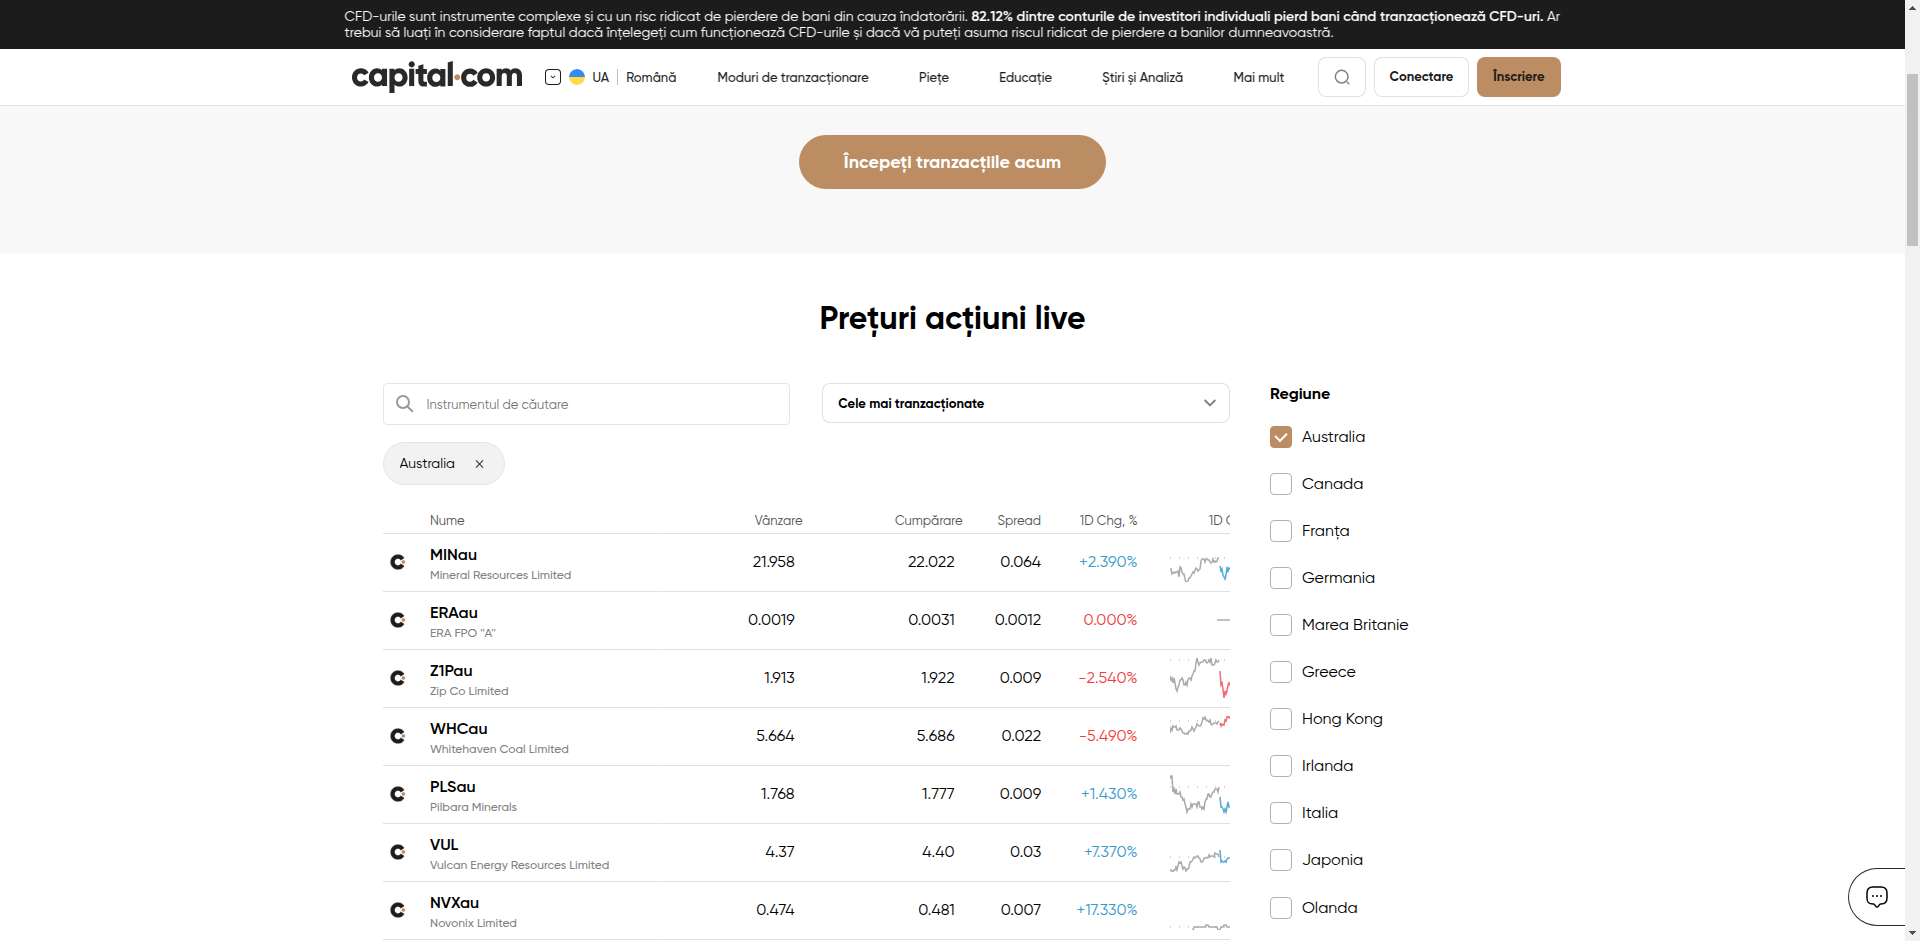 CFD-urile sunt instrumente complexe și cu un risc ridicat de pierdere de bani din cauza îndatorării. 82.12% dintre conturile de investitori individuali pierd bani când tranzacționează CFD-uri. Ar
trebui să luați în considerare faptul dacă înțelegeți cum funcționează CFD-urile și dacă vă puteți asuma riscul ridicat de pierdere a banilor dumneavoastră.
capital.com UA Română Moduri de tranzacționare Piețe Educație Știri și Analiză Mai mult Conectare Înscriere
Începeți tranzacțiile acum
Prețuri acțiuni live
Instrumentul de căutare
Cele mai tranzacționate
Australia
Nume Vânzare Cumpărare Spread 1D Chg, % 1D
MINau 21.958 22.022 0.064 +2.390%
Mineral Resources Limited
ERAau 0.0019 0.0031 0.0012 0.000%
ERA FPO "A"
Z1Pau 1.913 1.922 0.009 -2.540%
Zip Co Limited
WHCau 5.664 5.686 0.022 -5.490%
Whitehaven Coal Limited
PLSau 1.768 1.777 0.009 +1.430%
Pilbara Minerals
VUL 4.37 4.40 0.03 +7.370%
Vulcan Energy Resources Limited
NVXau 0.474 0.481 0.007 +17.330%
Novonix Limited
Regiune
Australia
Canada
Franța
Germania
Marea Britanie
Greece
Hong Kong
Irlanda
Italia
Japonia
Olanda